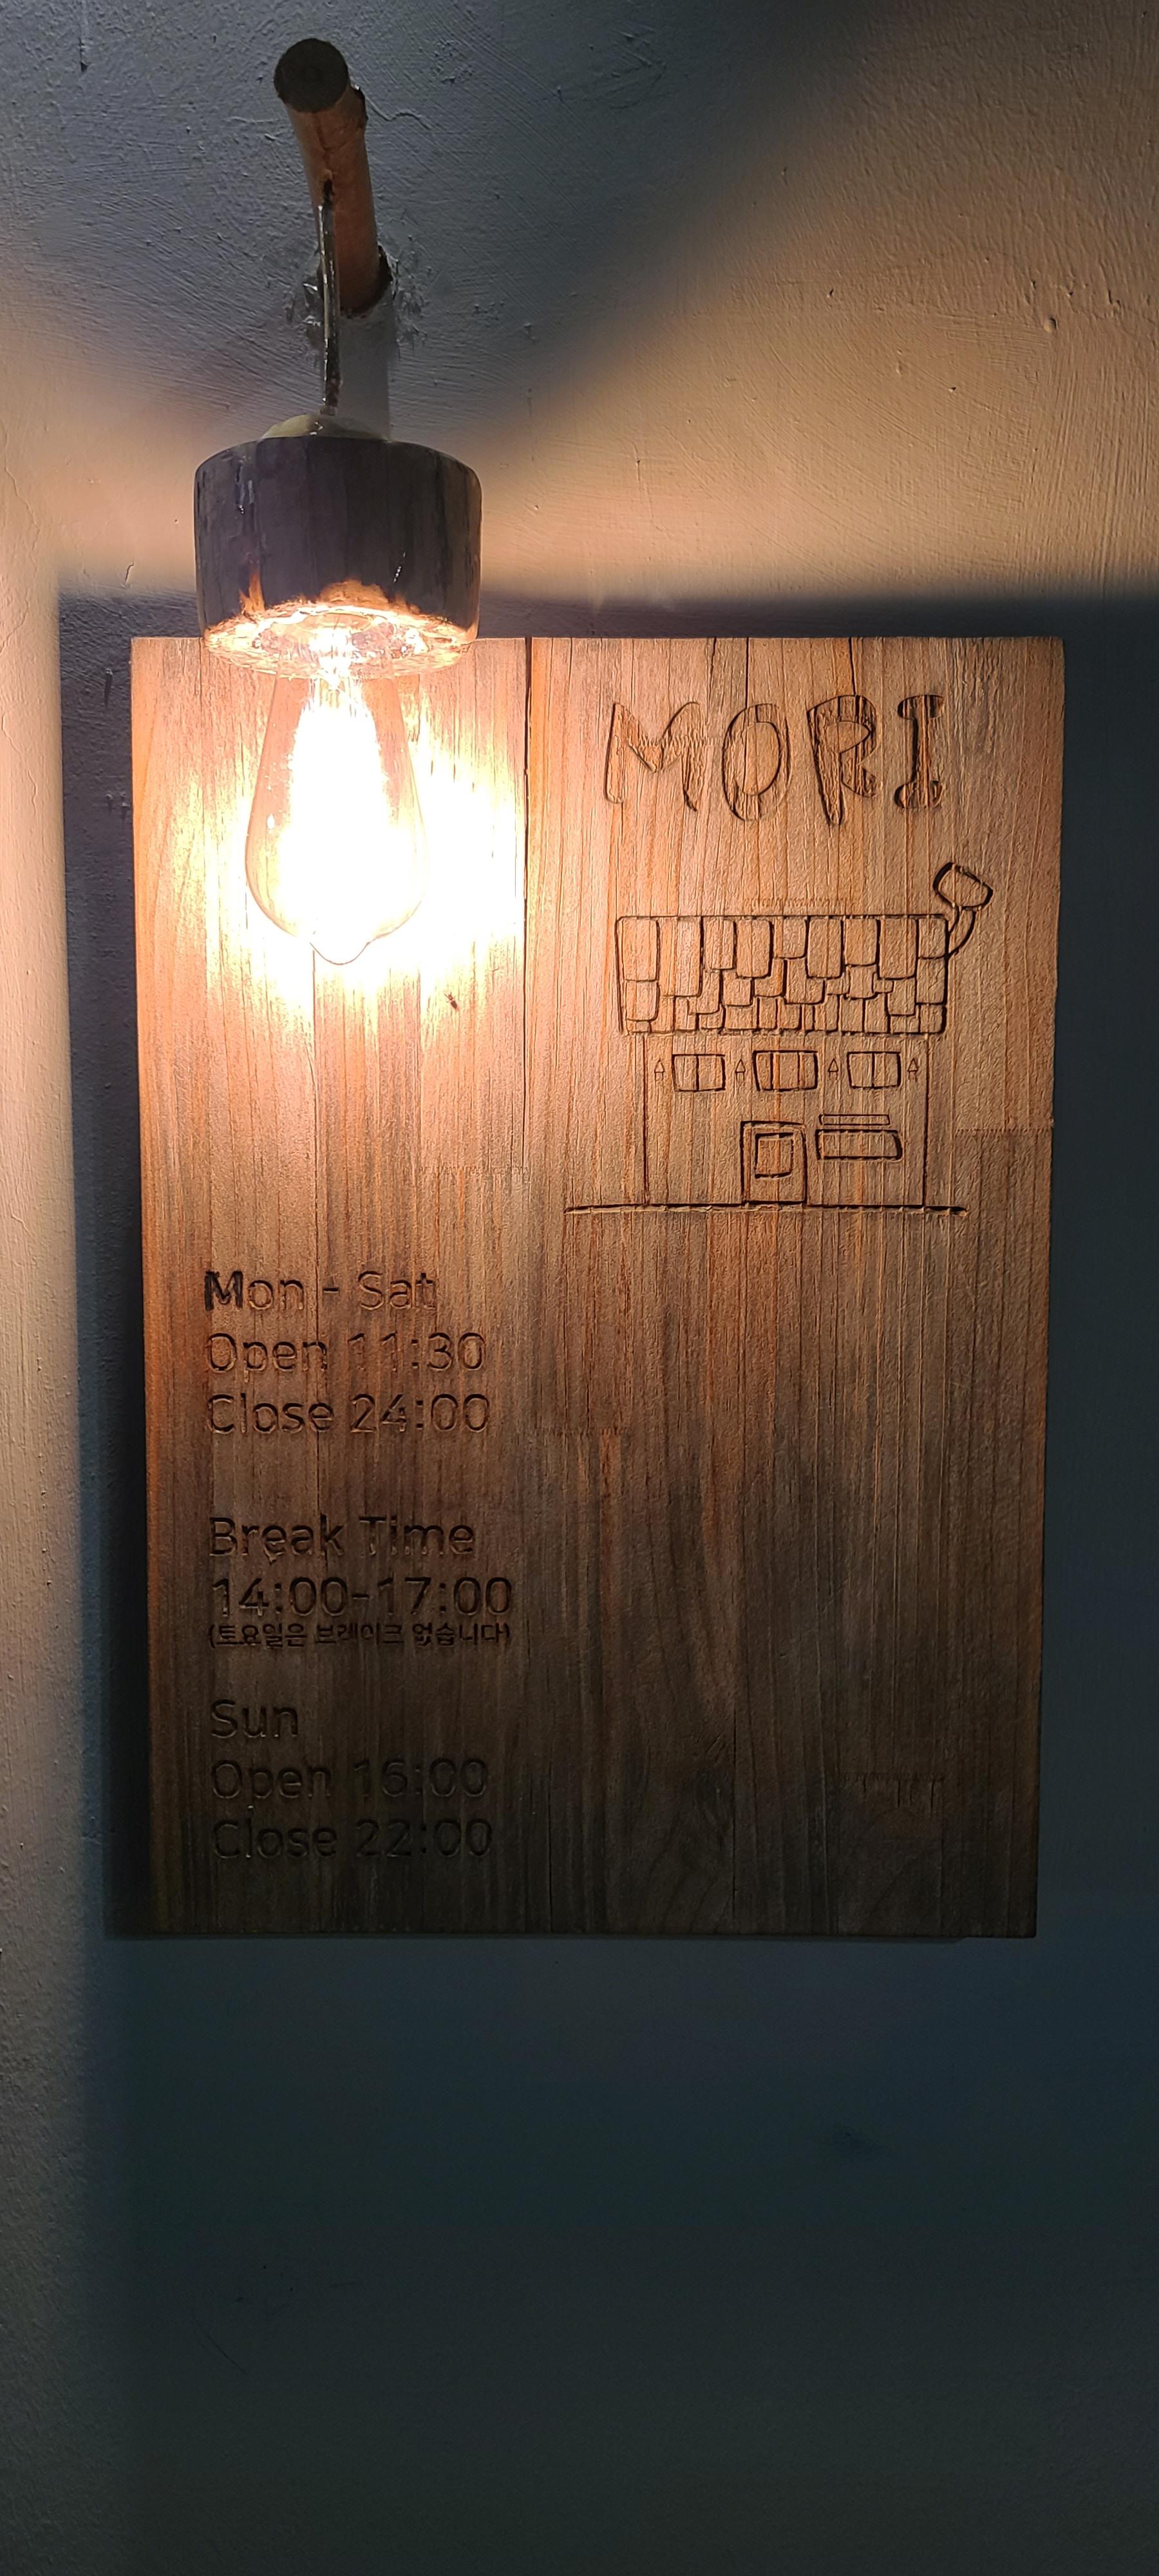 MORI
Mon - Sat
Open 11:30
Close 24:00
Break Time
14:00-17:00
(토요일은 브레이크 없습니다)
Sun
Open 16:00
Close 22:00